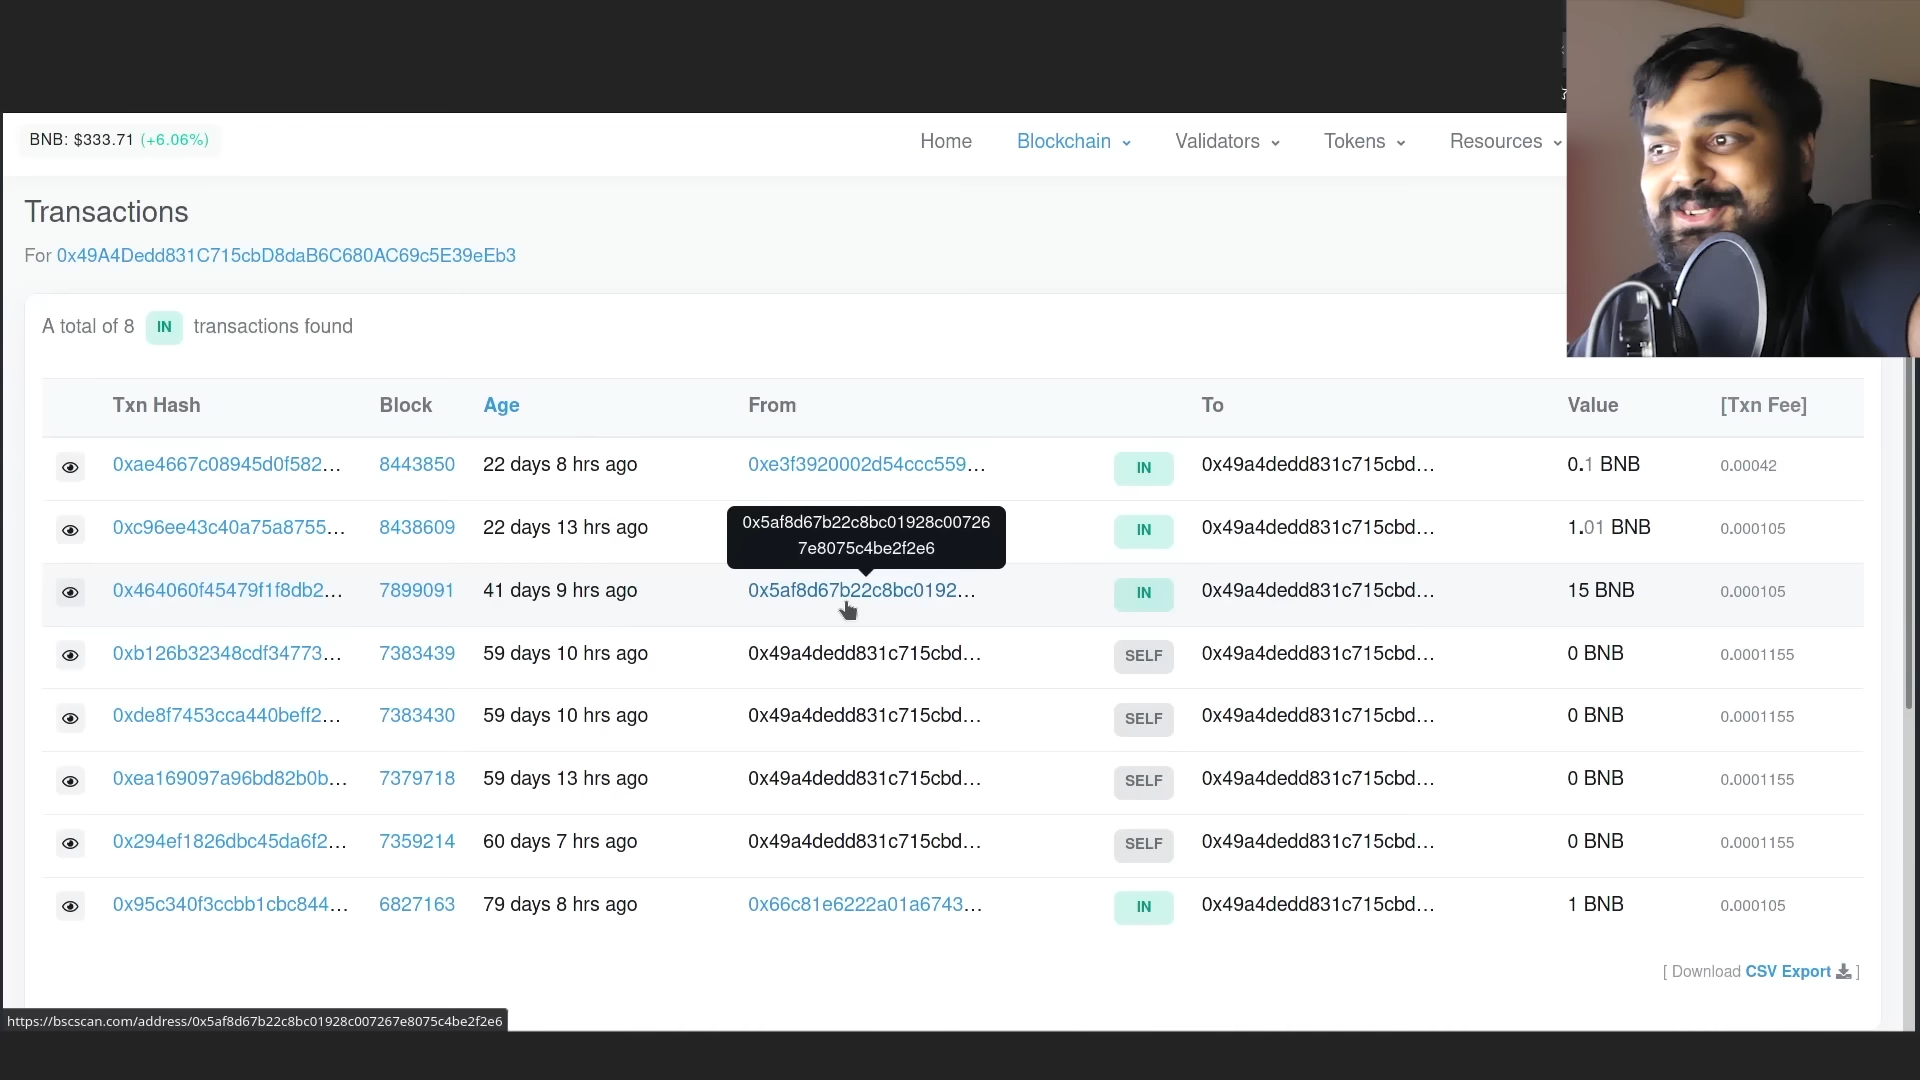 BNB: $333.71 (+6.06%)
Home Blockchain Validators Tokens Resources
Transactions
For 0x49A4Dedd831C715cbD8daB6C680AC69c5E39eEb3
A total of 8 IN transactions found
Txn Hash Block Age From To Value [Txn Fee]
0xae4667c08945d0f582... 8443850 22 days 8 hrs ago 0xe3f3920002d54ccc559... IN 0x49a4dedd831c715cbd... 0.1 BNB 0.00042
0xc96ee43c40a75a8755... 8438609 22 days 13 hrs ago IN 0x49a4dedd831c715cbd... 1.01 BNB 0.000105
0x5af8d67b22c8bc01928c00726
7e8075c4be2f2e6
0x464060f45479f1f8db2... 7899091 41 days 9 hrs ago 0x5af8d67b22c8bc0192... IN 0x49a4dedd831c715cbd... 15 BNB 0.000105
0xb126b32348cdf34773... 7383439 59 days 10 hrs ago 0x49a4dedd831c715cbd... SELF 0x49a4dedd831c715cbd... 0 BNB 0.0001155
0xde8f7453cca440beff2... 7383430 59 days 10 hrs ago 0x49a4dedd831c715cbd... SELF 0x49a4dedd831c715cbd... 0 BNB 0.0001155
0xea169097a96bd82b0b... 7379718 59 days 13 hrs ago 0x49a4dedd831c715cbd... SELF 0x49a4dedd831c715cbd... 0 BNB 0.0001155
0x294ef1826dbc45da6f2... 7359214 60 days 7 hrs ago 0x49a4dedd831c715cbd... SELF 0x49a4dedd831c715cbd... 0 BNB 0.0001155
0x95c340f3ccbb1cbc844... 6827163 79 days 8 hrs ago 0x66c81e6222a01a6743... IN 0x49a4dedd831c715cbd... 1 BNB 0.000105
[ Download CSV Export ]
https://bscscan.com/address/0x5af8d67b22c8bc01928c007267e8075c4be2f2e6